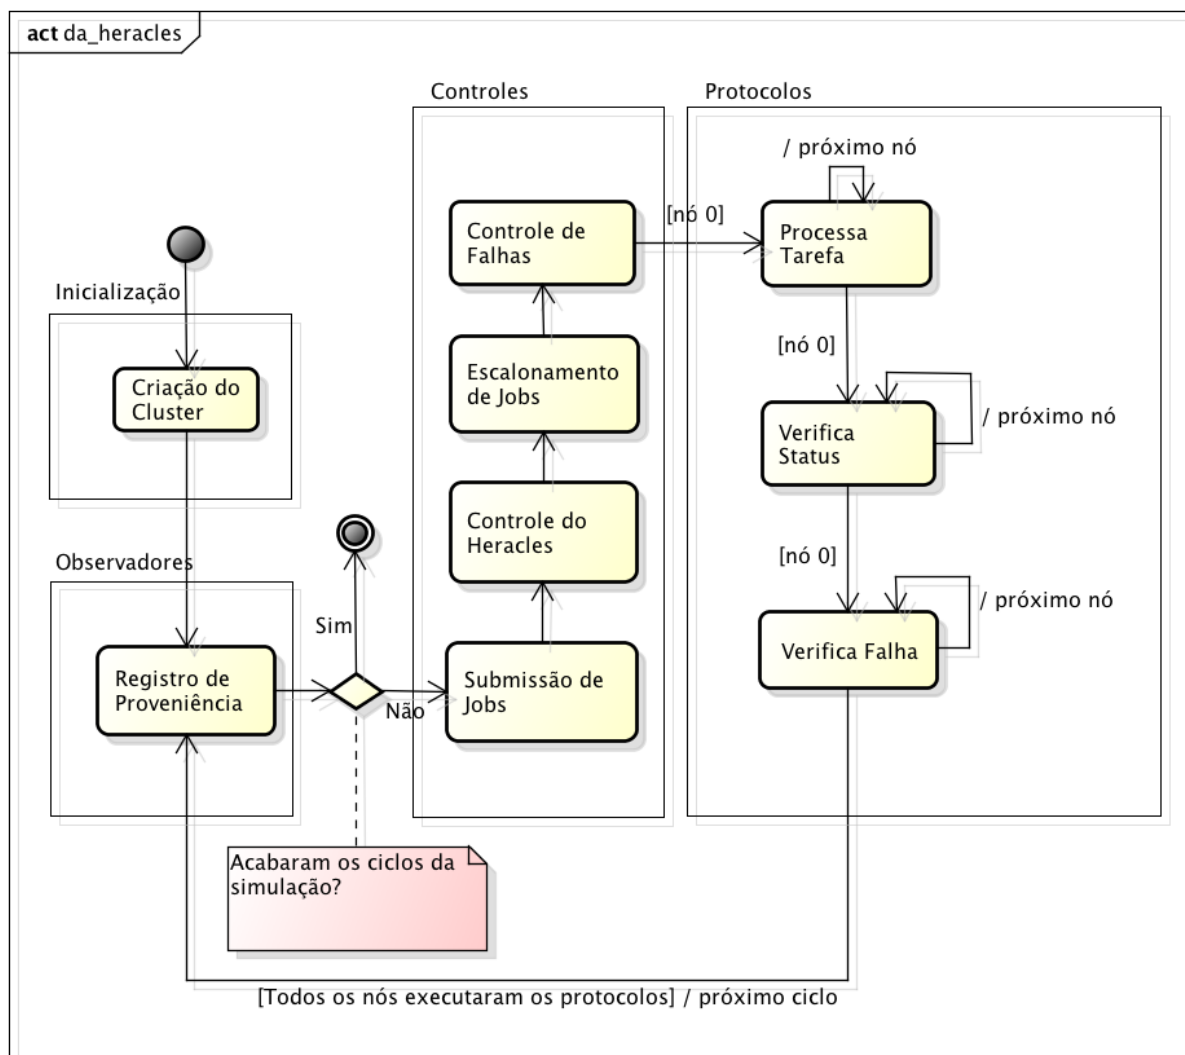 act da_heracles
Controles
Protocolos
/ próximo nó
Controle de
Falhas
[nó 0]
Processa
Tarefa
Inicialização
Criação do
Cluster
Escalonamento
de Jobs
[nó 0]
Verifica
Status
/ próximo nó
Controle do
Heracles
[nó 0]
Observadores
/ próximo nó
Sim
Verifica Falha
Registro de
Proveniência
Não
Submissão de
Jobs
Acabaram os ciclos da
simulação?
[Todos os nós executaram os protocolos] / próximo ciclo